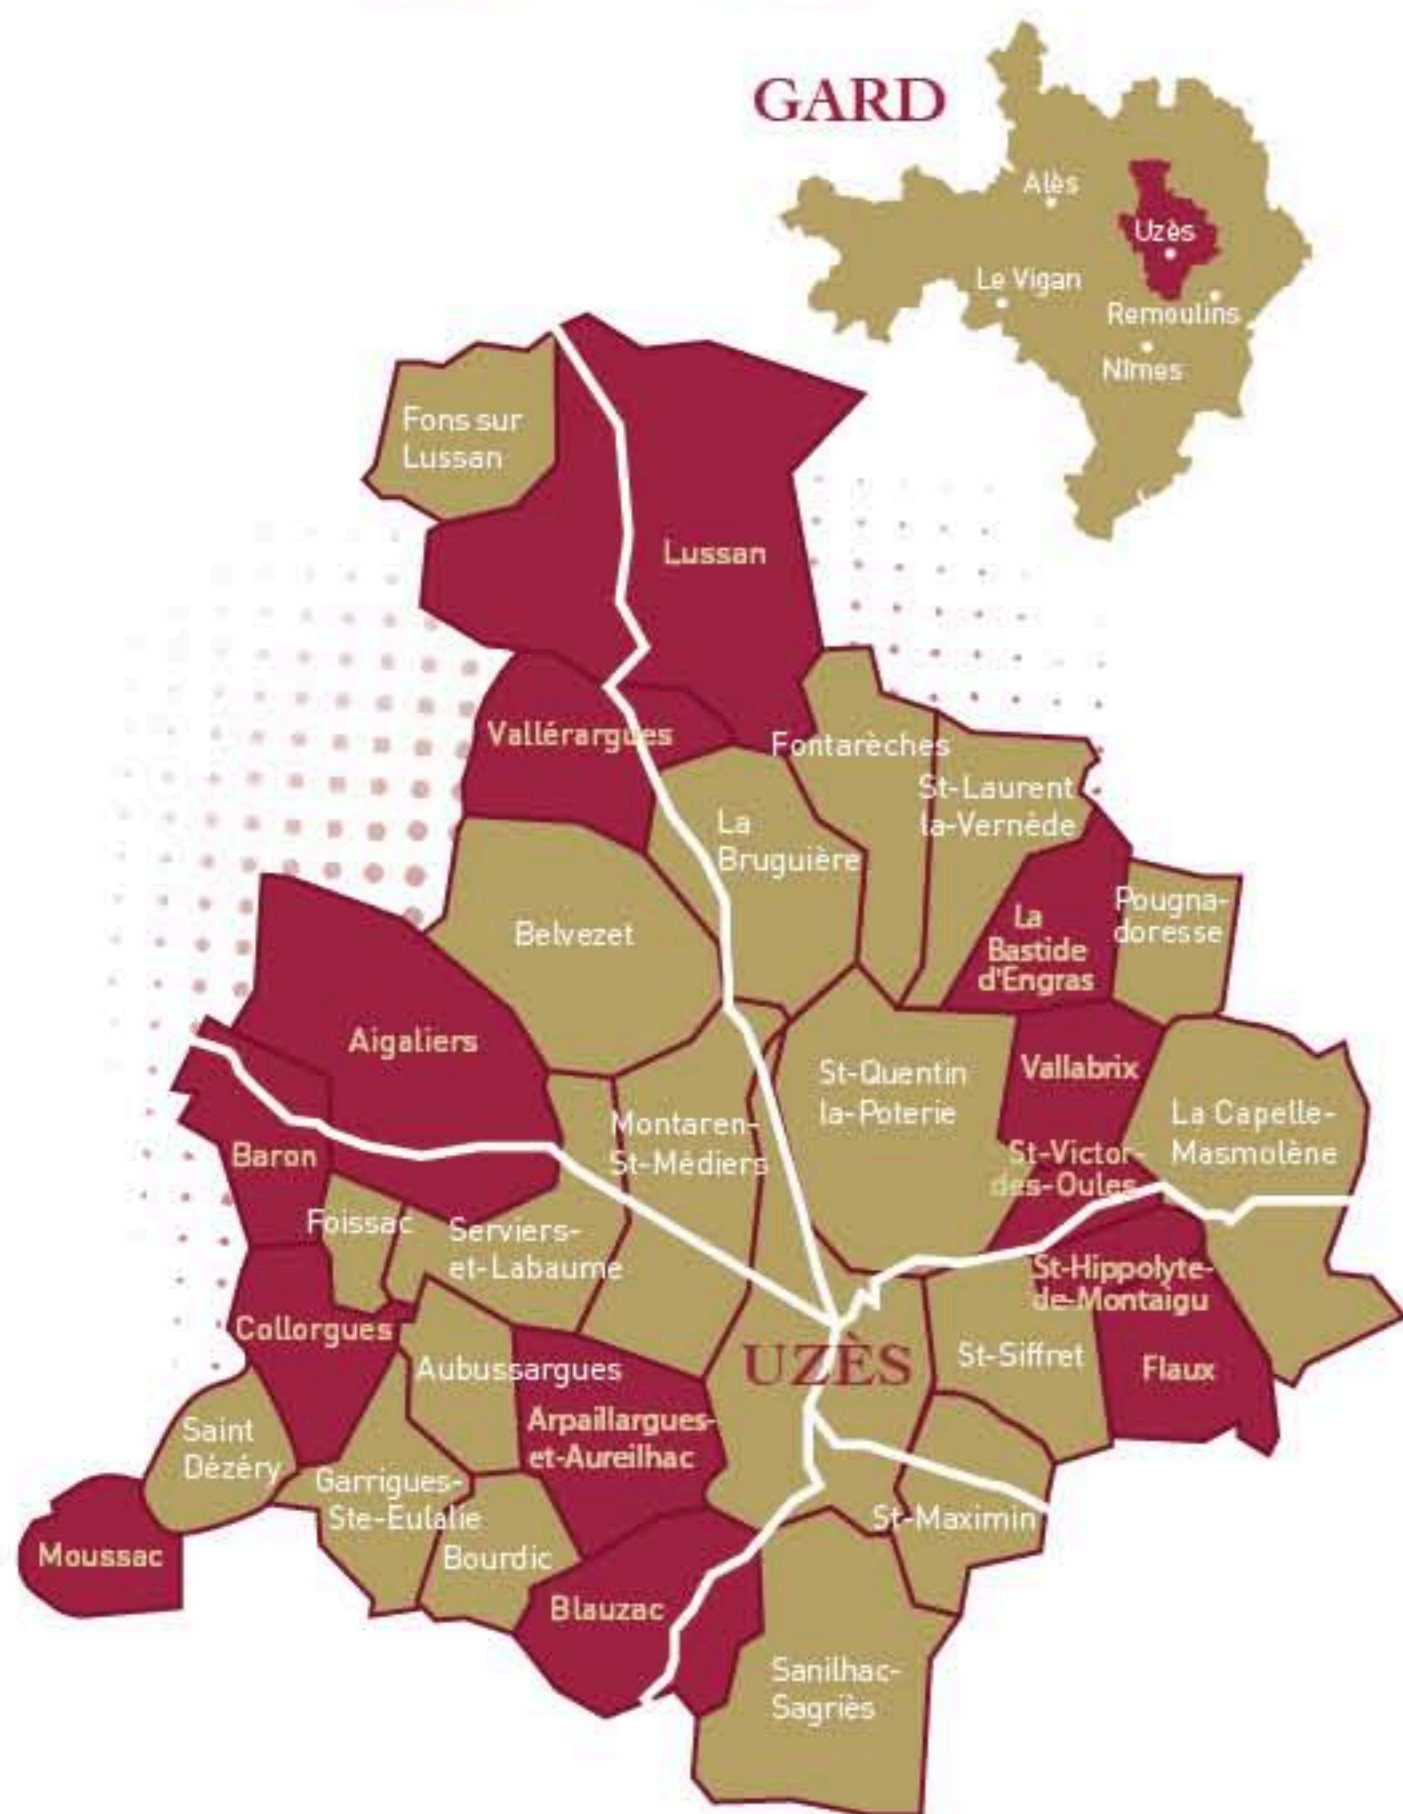 GARD
Alès
Uzès
Le Vigan
Remoulins
Nîmes
Fons sur
Lussan
Lussan
Vallérargues
Fontarèches
St-Laurent
la-Vernède
La
Bruguière
Pougna-
doresse
La
Bastide
d'Engras
Belvezet
Aigaliers
Vallabrix
St-Quentin
la-Poterie
La Capelle-
Masmolène
Montaren-
St-Médiers
Baron
St-Victor-
des-Oules
Foissac
Serviers-
et-Labaume
St-Hippolyte-
de-Montaigu
Collorgues
UZÈS
St-Siffret
Flaux
Aubussargues
Arpaillargues-
et-Aureilhac
Saint
Dézéry
Garrigues-
Ste-Eulalie
St-Maximin
Moussac
Bourdic
Blauzac
Sanilhac-
Sagriès